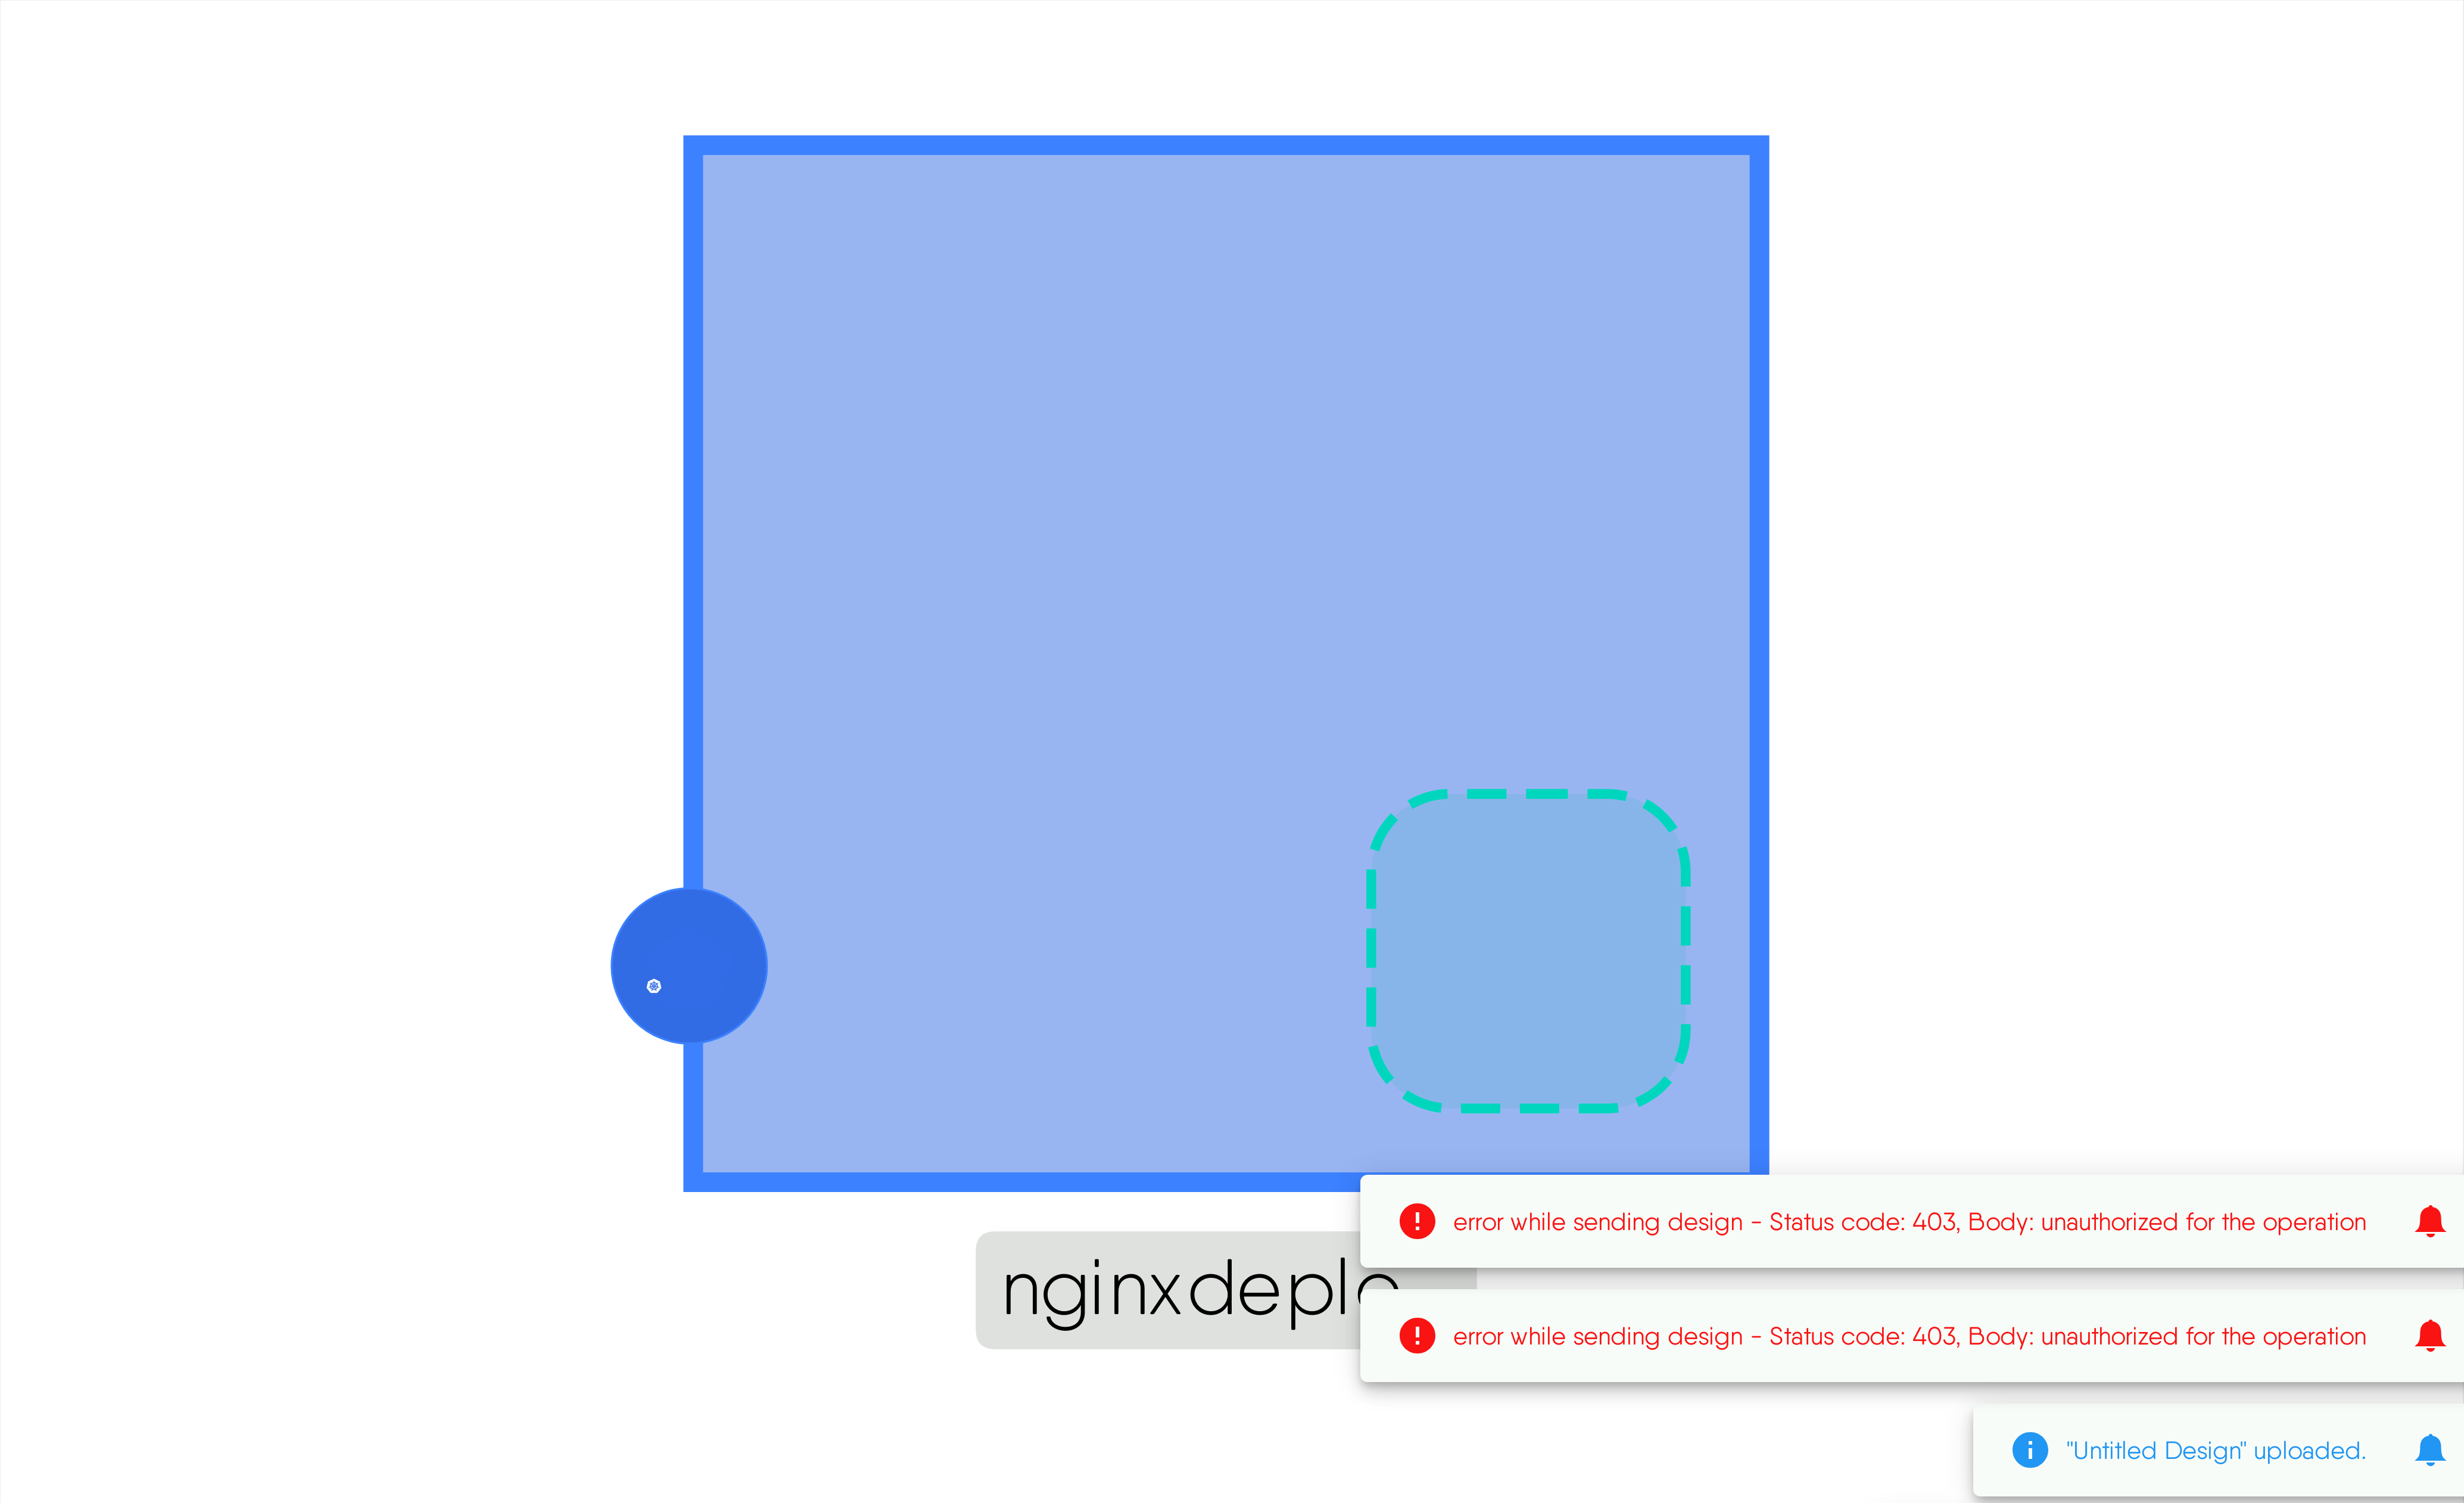 error while sending design - Status code: 403, Body: unauthorized for the operation
nginxdeplo
error while sending design - Status code: 403, Body: unauthorized for the operation
"Untitled Design" uploaded.